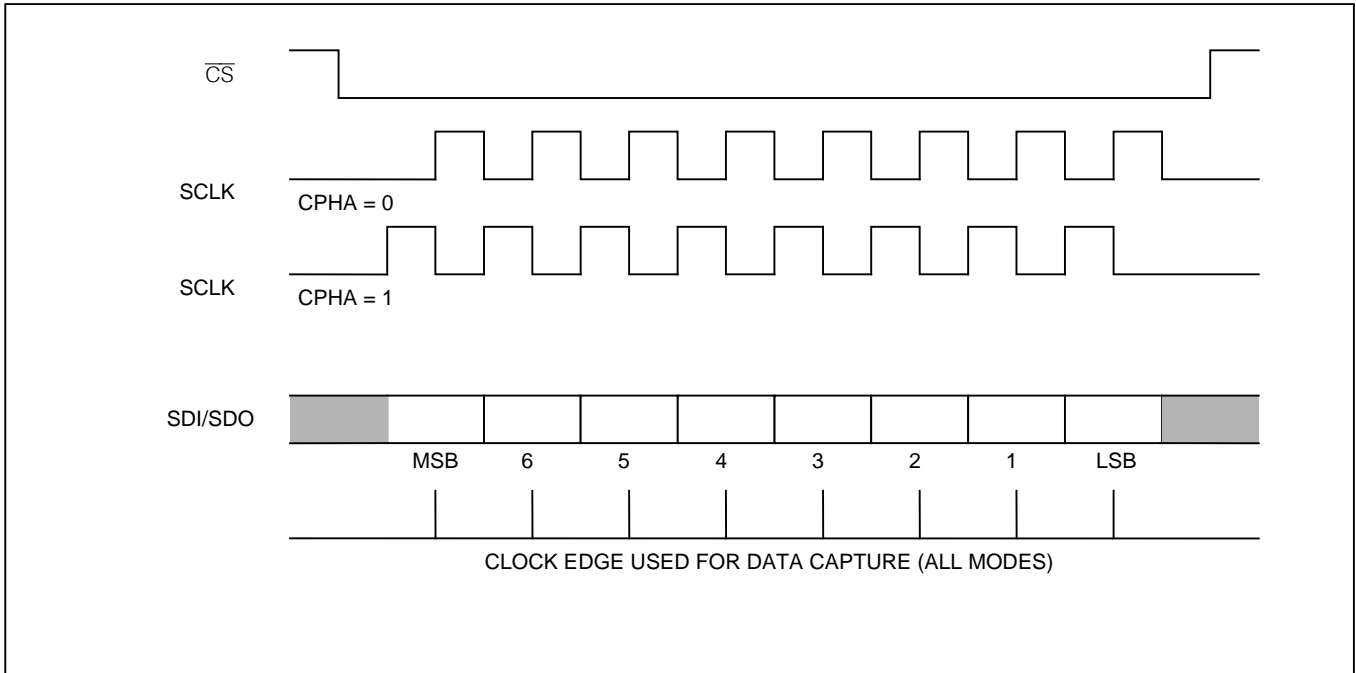 C̅S̅
SCLK
CPHA = 0
SCLK
CPHA = 1
SDI/SDO
MSB 6 5 4 3 2 1 LSB
CLOCK EDGE USED FOR DATA CAPTURE (ALL MODES)